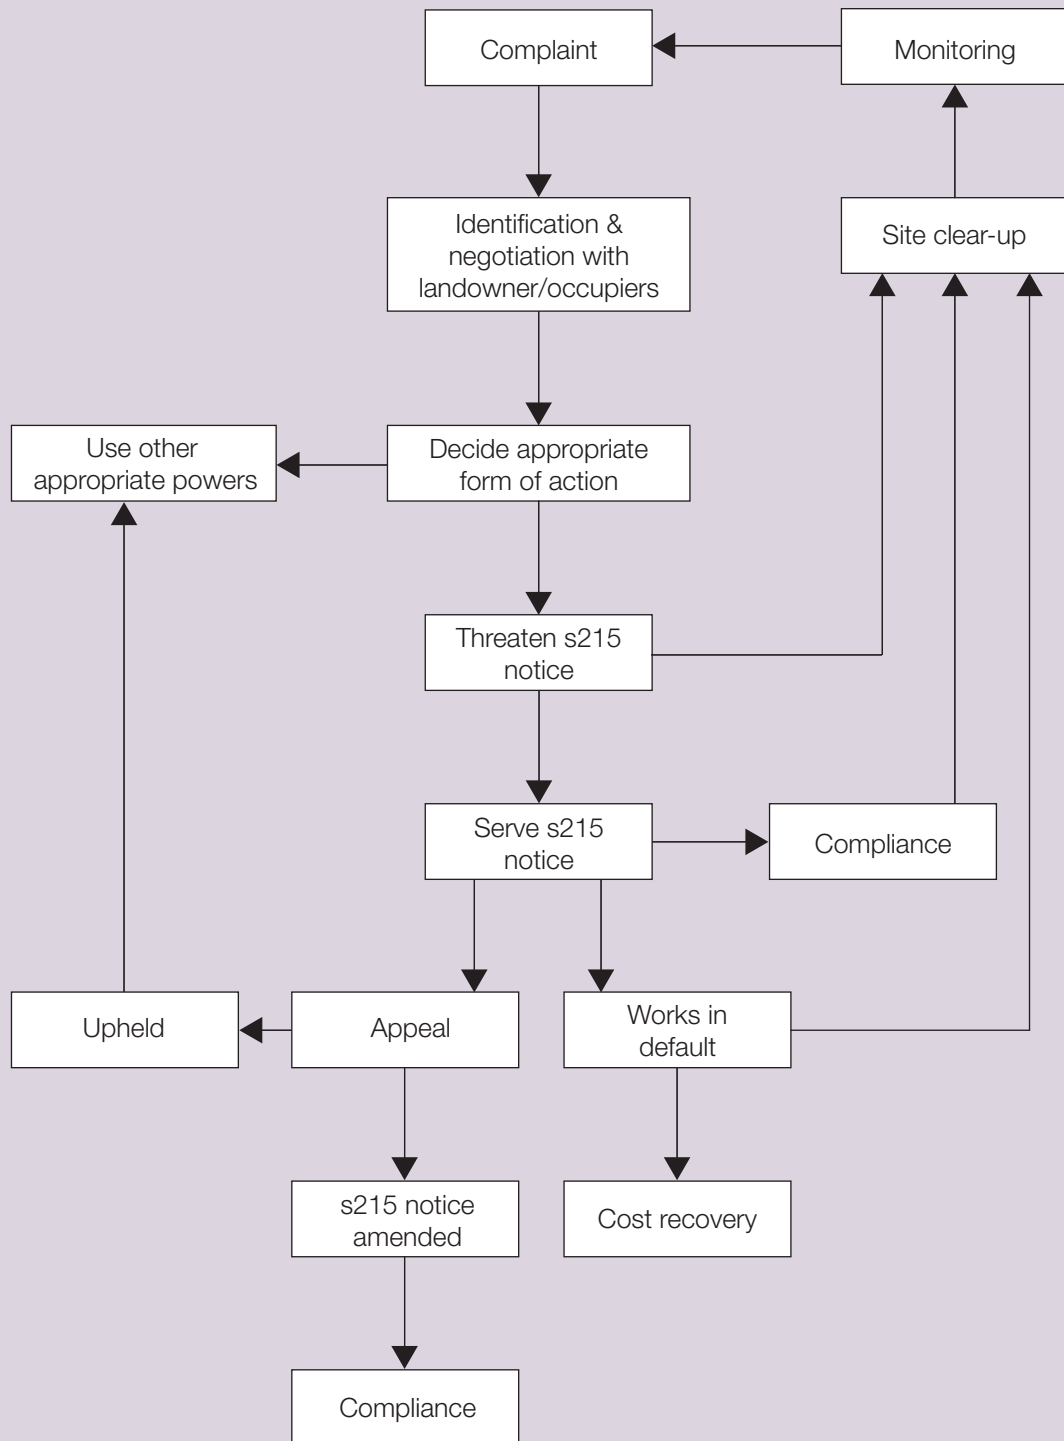 Complaint
Monitoring
Identification &
negotiation with
landowner/occupiers
Site clear-up
Use other
appropriate powers
Decide appropriate
form of action
Threaten s215
notice
Serve s215
notice
Compliance
Upheld
Appeal
Works in
default
s215 notice
amended
Cost recovery
Compliance